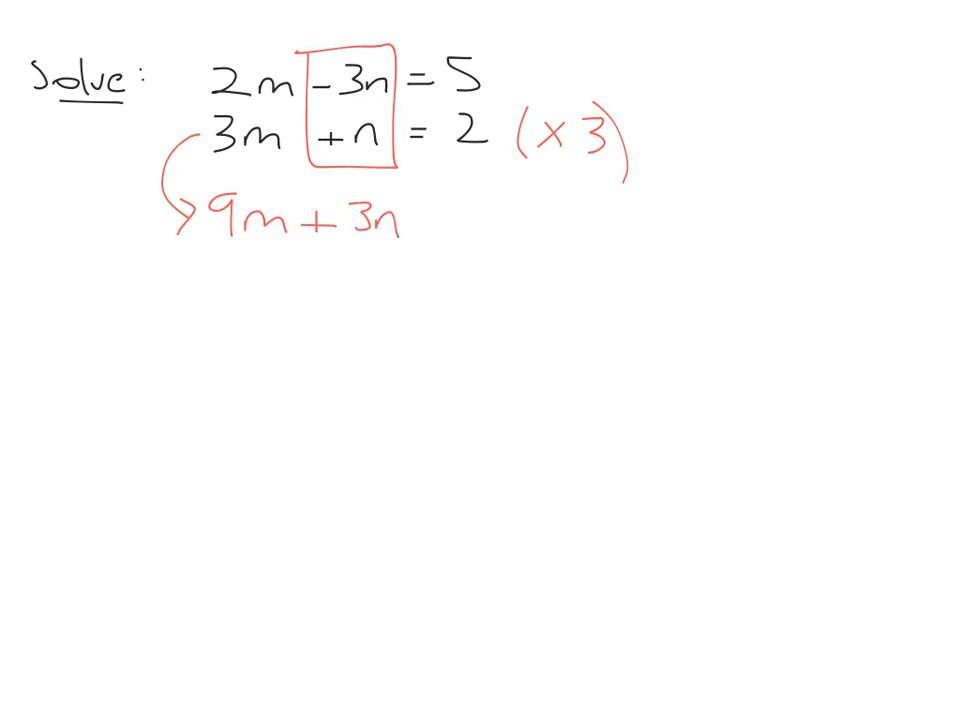 Solve: 2m - 3n = 5
3m + n = 2 (× 3)
9m + 3n